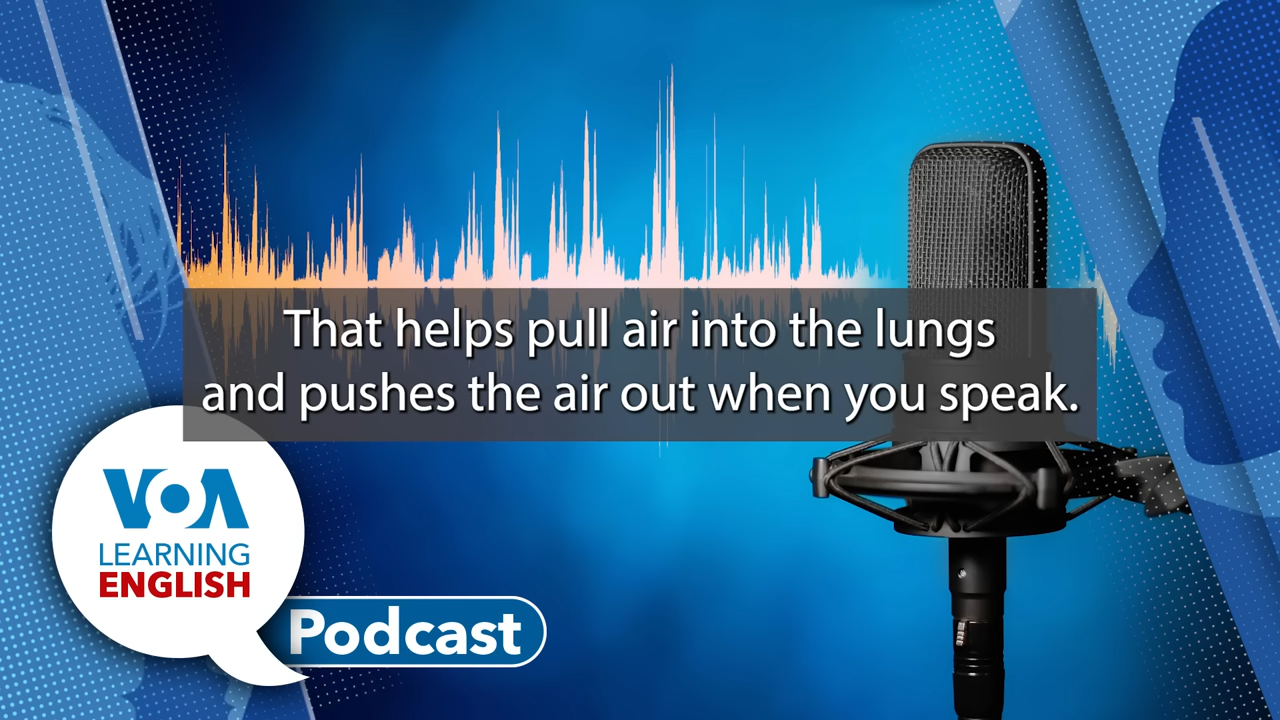 That helps pull air into the lungs
and pushes the air out when you speak.
VOA
LEARNING
ENGLISH
Podcast